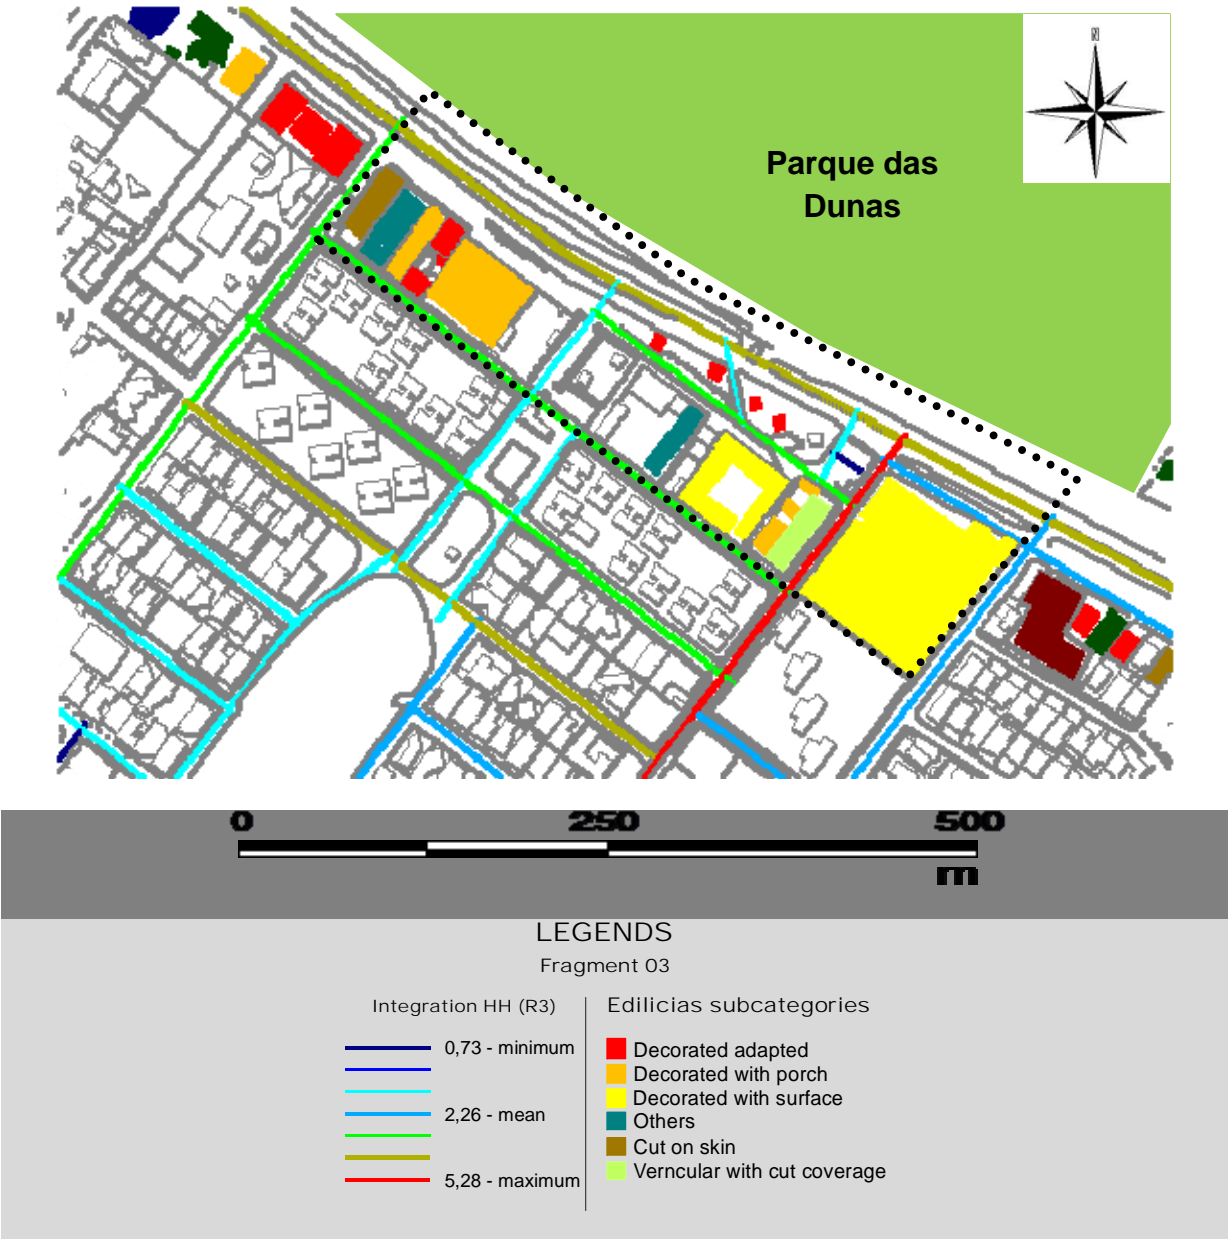 N
Parque das
Dunas
0 250 500
m
LEGENDS
Fragment 03
Integration HH (R3)
0,73 - minimum
2,26 - mean
5,28 - maximum
Edilicias subcategories
Decorated adapted
Decorated with porch
Decorated with surface
Others
Cut on skin
Verncular with cut coverage